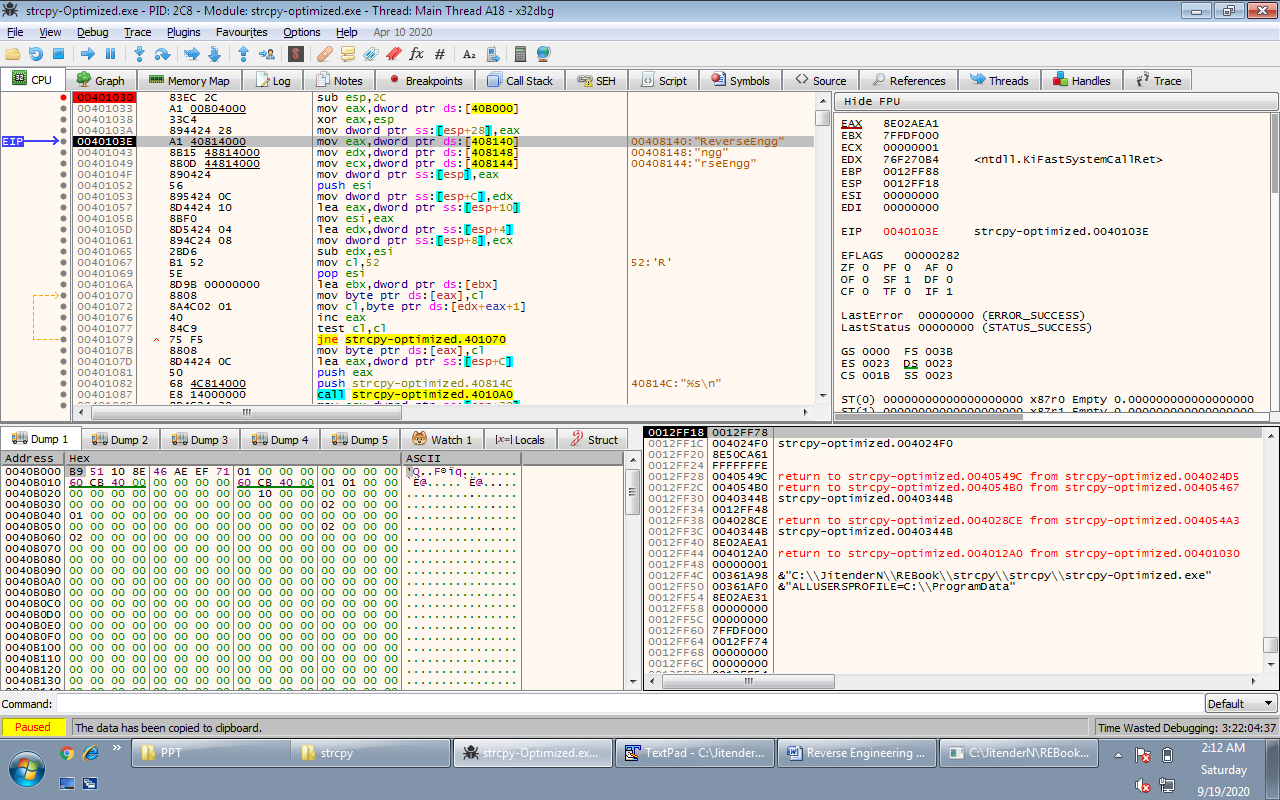 strcpy-Optimized.exe - PID: 2C8 - Module: strcpy-optimized.exe - Thread: Main Thread A18 - x32dbg
File View Debug Trace Plugins Favourites Options Help Apr 10 2020
CPU Graph Memory Map Log Notes Breakpoints Call Stack SEH Script Symbols Source References Threads Handles Trace
00401030 83EC 2C sub esp,2C
00401033 A1 00B04000 mov eax,dword ptr ds:[40B000]
00401038 33C4 xor eax,esp
0040103A 894424 28 mov dword ptr ss:[esp+28],eax
EIP 0040103E A1 40814000 mov eax,dword ptr ds:[408140] 00408140:"ReverseEngg"
00401043 8B15 48814000 mov edx,dword ptr ds:[408148] 00408148:"ngg"
00401049 8B0D 44814000 mov ecx,dword ptr ds:[408144] 00408144:"rseEngg"
0040104F 890424 mov dword ptr ss:[esp],eax
00401052 56 push esi
00401053 895424 0C mov dword ptr ss:[esp+C],edx
00401057 8D4424 10 lea eax,dword ptr ss:[esp+10]
0040105B 8BF0 mov esi,eax
0040105D 8D5424 04 lea edx,dword ptr ss:[esp+4]
00401061 894C24 08 mov dword ptr ss:[esp+8],ecx
00401065 2BD6 sub edx,esi
00401067 B1 52 mov cl,52 52:'R'
00401069 5E pop esi
0040106A 8D9B 00000000 lea ebx,dword ptr ds:[ebx]
00401070 8808 mov byte ptr ds:[eax],cl
00401072 8A4C02 01 mov cl,byte ptr ds:[edx+eax+1]
00401076 40 inc eax
00401077 84C9 test cl,cl
00401079 75 F5 jne strcpy-optimized.401070
0040107B 8808 mov byte ptr ds:[eax],cl
0040107D 8D4424 0C lea eax,dword ptr ss:[esp+C]
00401081 50 push eax
00401082 68 4C814000 push strcpy-optimized.40814C 40814C:"%s\n"
00401087 E8 14000000 call strcpy-optimized.4010A0
Hide FPU
EAX 8E02AEA1
EBX 7FFDF000
ECX 00000001
EDX 76F270B4 <ntdll.KiFastSystemCallRet>
EBP 0012FF88
ESP 0012FF18
ESI 00000000
EDI 00000000
EIP 0040103E strcpy-optimized.0040103E
EFLAGS 00000282
ZF 0 PF 0 AF 0
OF 0 SF 1 DF 0
CF 0 TF 0 IF 1
LastError 00000000 (ERROR_SUCCESS)
LastStatus 00000000 (STATUS_SUCCESS)
GS 0000 FS 003B
ES 0023 DS 0023
CS 001B SS 0023
ST(0) 00000000000000000000 x87r0 Empty 0.000000000000000000
ST(1) 00000000000000000000 x87r1 Empty 0.000000000000000000
Dump 1 Dump 2 Dump 3 Dump 4 Dump 5 Watch 1 [x=] Locals Struct
Address Hex ASCII
0040B000 B9 51 10 8E 46 AE EF 71 01 00 00 00 00 00 00 00 ¹Q..F®ïq........
0040B010 60 CB 40 00 00 00 00 00 60 CB 40 00 01 01 00 00 `Ë@.....`Ë@.....
0040B020 00 00 00 00 00 10 00 00 00 00 00 00 00 00 00 00 ................
0040B030 00 00 00 00 00 00 00 00 00 00 00 00 02 00 00 00 ................
0040B040 01 00 00 00 00 00 00 00 00 00 00 00 00 00 00 00 ................
0040B050 00 00 00 00 00 00 00 00 00 00 00 00 02 00 00 00 ................
0040B060 02 00 00 00 00 00 00 00 00 00 00 00 00 00 00 00 ................
0040B070 00 00 00 00 00 00 00 00 00 00 00 00 00 00 00 00 ................
0040B080 00 00 00 00 00 00 00 00 00 00 00 00 00 00 00 00 ................
0040B090 00 00 00 00 00 00 00 00 00 00 00 00 00 00 00 00 ................
0040B0A0 00 00 00 00 00 00 00 00 00 00 00 00 00 00 00 00 ................
0040B0B0 00 00 00 00 00 00 00 00 00 00 00 00 00 00 00 00 ................
0040B0C0 00 00 00 00 00 00 00 00 00 00 00 00 00 00 00 00 ................
0040B0D0 00 00 00 00 00 00 00 00 00 00 00 00 00 00 00 00 ................
0040B0E0 00 00 00 00 00 00 00 00 00 00 00 00 00 00 00 00 ................
0040B0F0 00 00 00 00 00 00 00 00 00 00 00 00 00 00 00 00 ................
0040B100 00 00 00 00 00 00 00 00 00 00 00 00 00 00 00 00 ................
0040B110 00 00 00 00 00 00 00 00 00 00 00 00 00 00 00 00 ................
0040B120 00 00 00 00 00 00 00 00 00 00 00 00 00 00 00 00 ................
0040B130 00 00 00 00 00 00 00 00 00 00 00 00 00 00 00 00 ................
0012FF18 0012FF78
0012FF1C 004024F0 strcpy-optimized.004024F0
0012FF20 8E50CA61
0012FF24 FFFFFFFE
0012FF28 0040549C return to strcpy-optimized.0040549C from strcpy-optimized.004024D5
0012FF2C 004054B0 return to strcpy-optimized.004054B0 from strcpy-optimized.00405467
0012FF30 0040344B strcpy-optimized.0040344B
0012FF34 0012FF48
0012FF38 004028CE return to strcpy-optimized.004028CE from strcpy-optimized.004054A3
0012FF3C 0040344B strcpy-optimized.0040344B
0012FF40 8E02AEA1
0012FF44 004012A0 return to strcpy-optimized.004012A0 from strcpy-optimized.00401030
0012FF48 00000001
0012FF4C 00361A98 &"C:\\JitenderN\\REBook\\strcpy\\strcpy\\strcpy-Optimized.exe"
0012FF50 00361AF0 &"ALLUSERSPROFILE=C:\\ProgramData"
0012FF54 8E02AE31
0012FF58 00000000
0012FF5C 00000000
0012FF60 7FFDF000
0012FF64 0012FF74
0012FF68 00000000
0012FF6C 00000000
Command: Default
Paused The data has been copied to clipboard. Time Wasted Debugging: 3:22:04:37
PPT strcpy strcpy-Optimized.ex... TextPad - C:\Jitender... Reverse Engineering ... C:\JitenderN\REBook...
2:12 AM
Saturday
9/19/2020